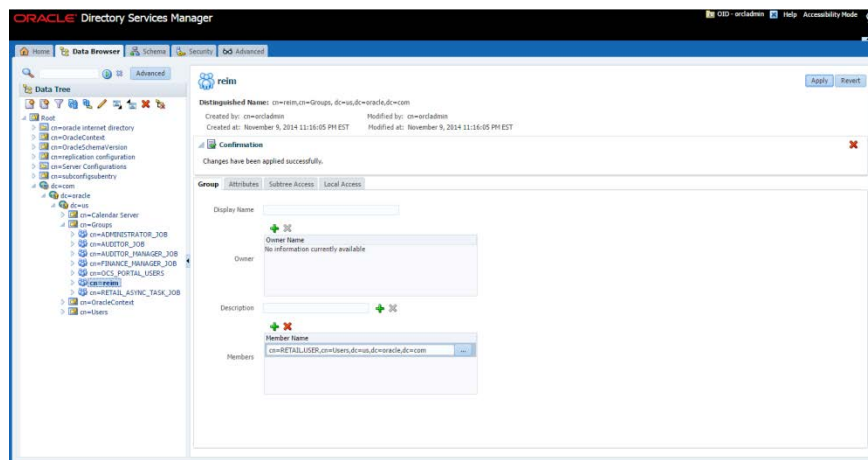 ORACLE Directory Services Manager
OID - orcladmin Help Accessibility Mode
Home Data Browser Schema Security Advanced
Advanced
Data Tree
Root
cn=oracle internet directory
cn=OracleContext
cn=OracleSchemaVersion
cn=replication configuration
cn=Server Configurations
cn=subconfigsubentry
dc=com
dc=oracle
dc=us
cn=Calendar Server
cn=Groups
cn=ADMINISTRATOR_JOB
cn=AUDITOR_JOB
cn=AUDITOR_MANAGER_JOB
cn=FINANCE_MANAGER_JOB
cn=OCS_PORTAL_USERS
cn=reim
cn=RETAIL_ASYNC_TASK_JOB
cn=OracleContext
cn=Users
reim
Apply Revert
Distinguished Name: cn=reim,cn=Groups, dc=us,dc=oracle,dc=com
Created by: cn=orcladmin Modified by: cn=orcladmin
Created at: November 9, 2014 11:16:05 PM EST Modified at: November 9, 2014 11:16:05 PM EST
Confirmation
Changes have been applied successfully.
Group Attributes Subtree Access Local Access
Display Name
Owner
Owner Name
No information currently available
Description
Members
Member Name
cn=RETAIL.USER,cn=Users,dc=us,dc=oracle,dc=com ...